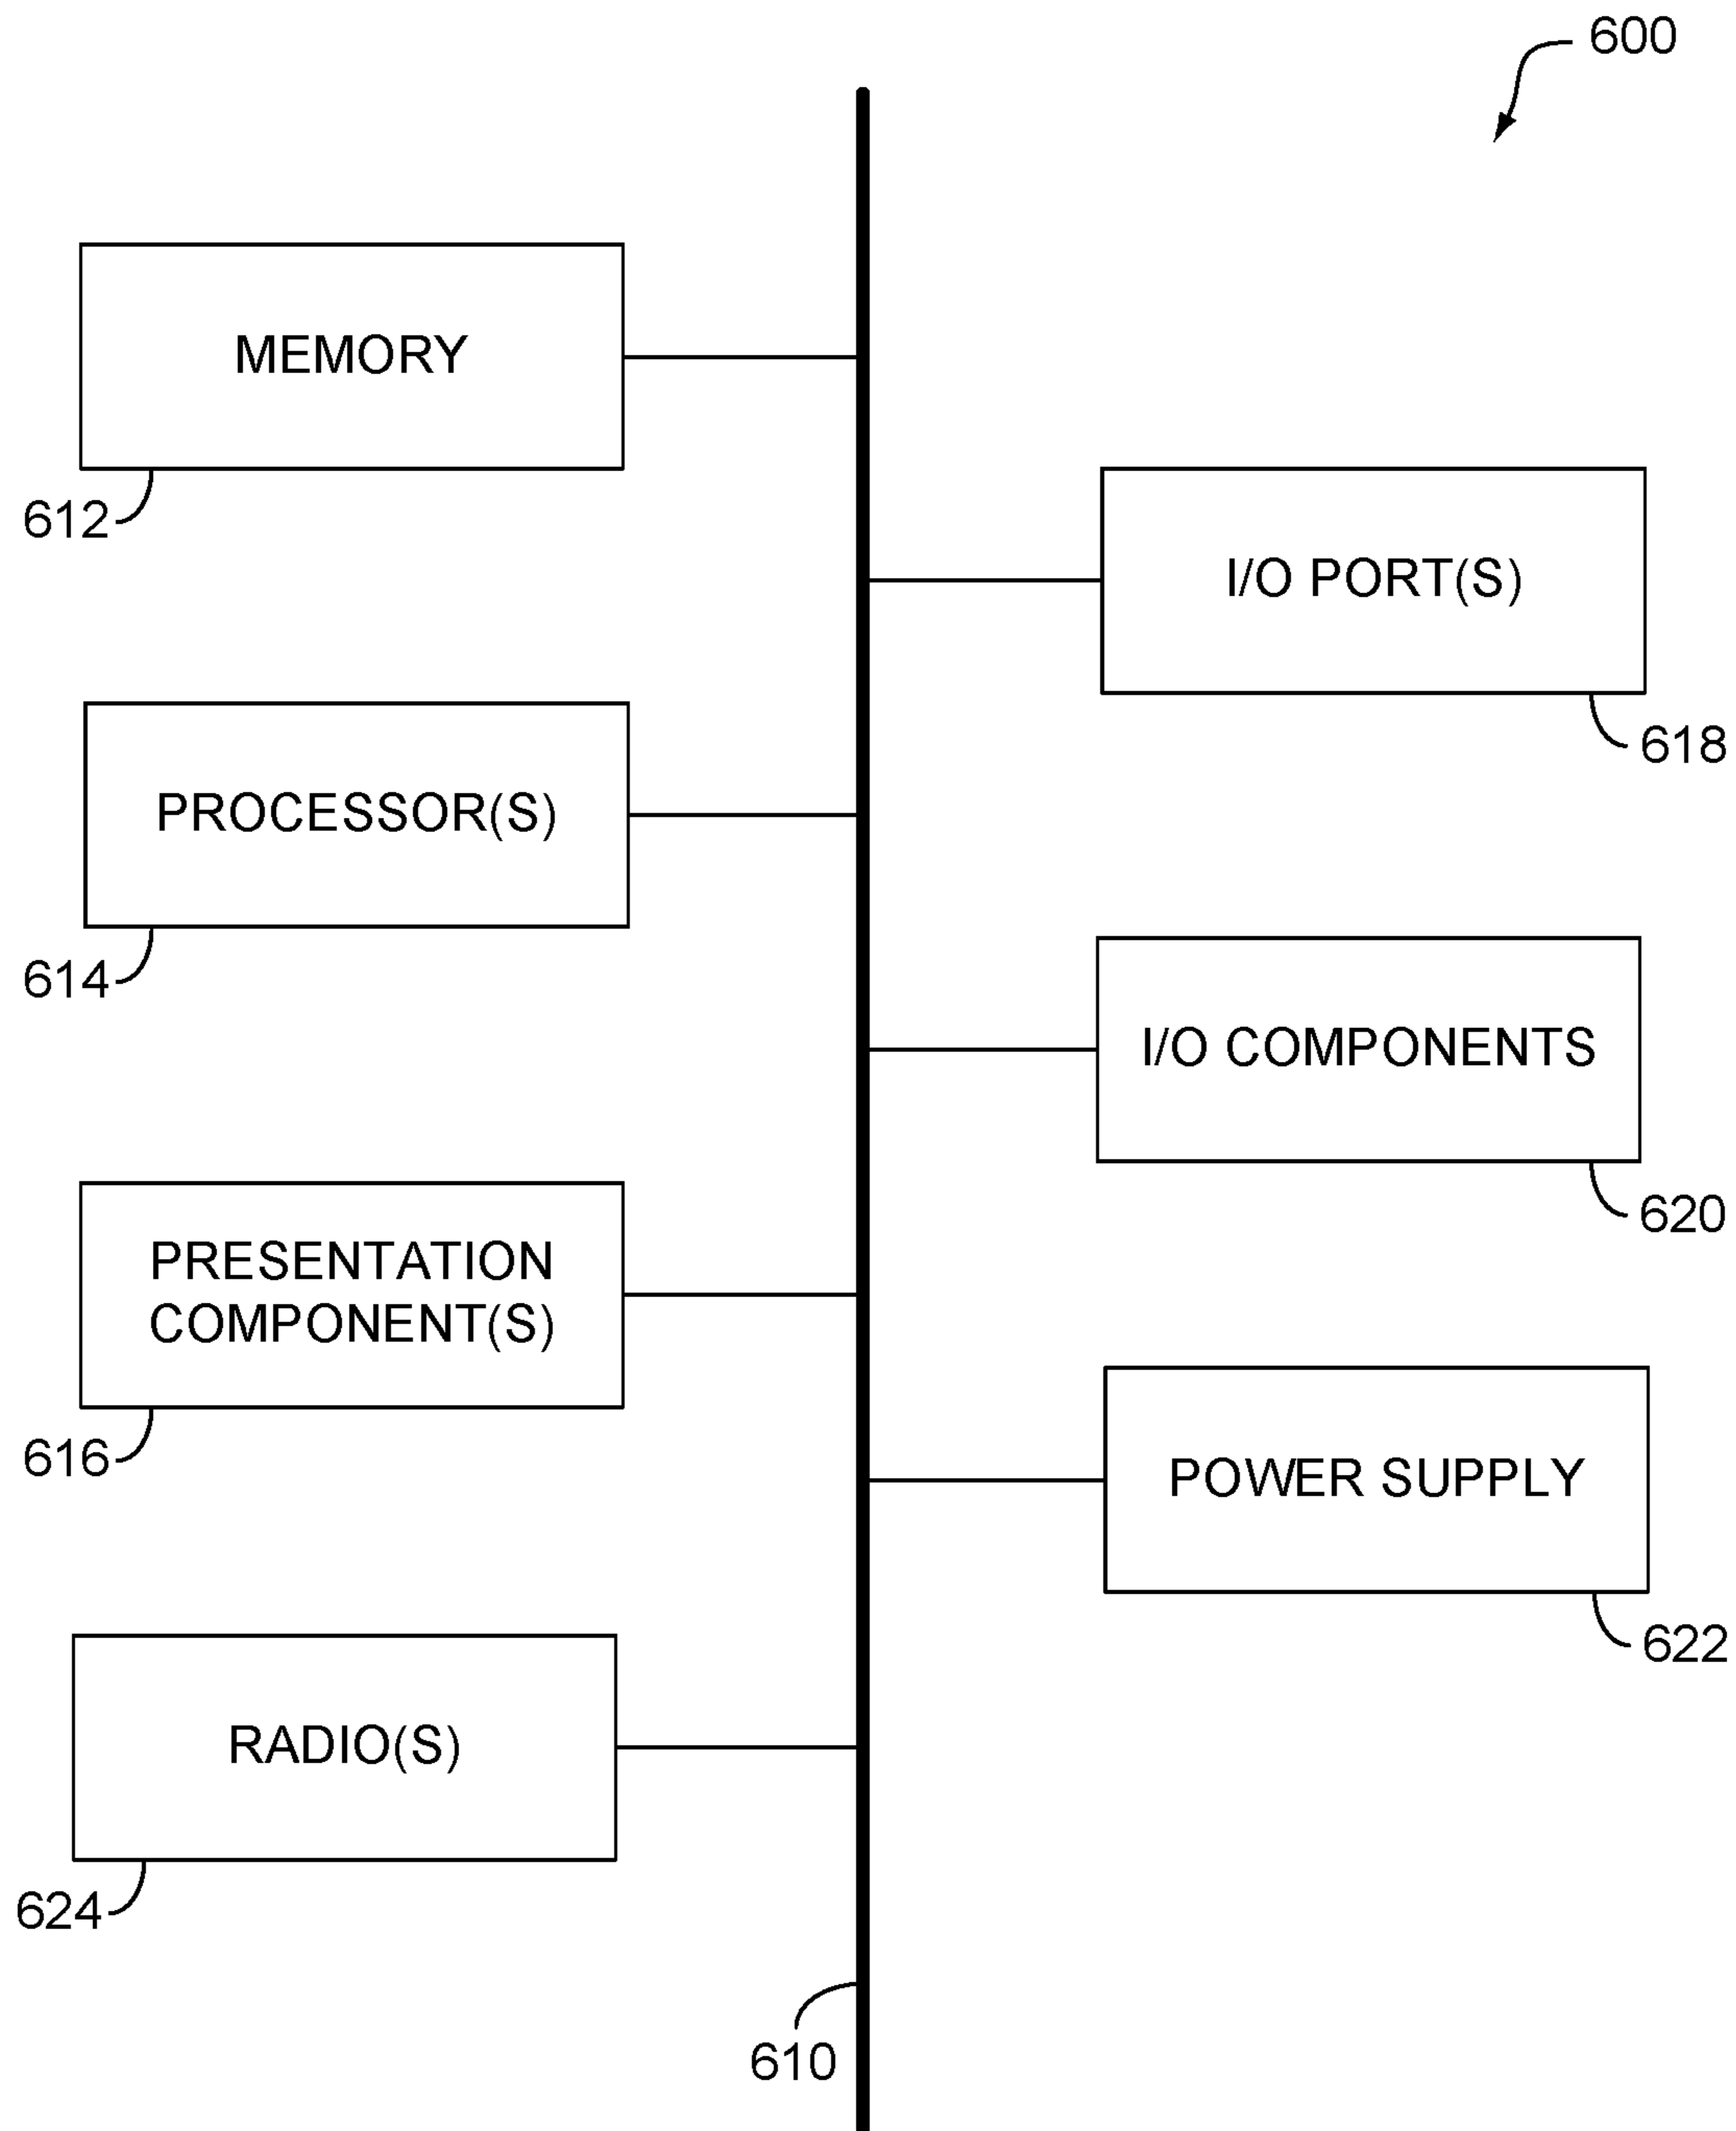 600
MEMORY
612
I/O PORT(S)
618
PROCESSOR(S)
614
I/O COMPONENTS
620
PRESENTATION
COMPONENT(S)
616
POWER SUPPLY
622
RADIO(S)
624
610